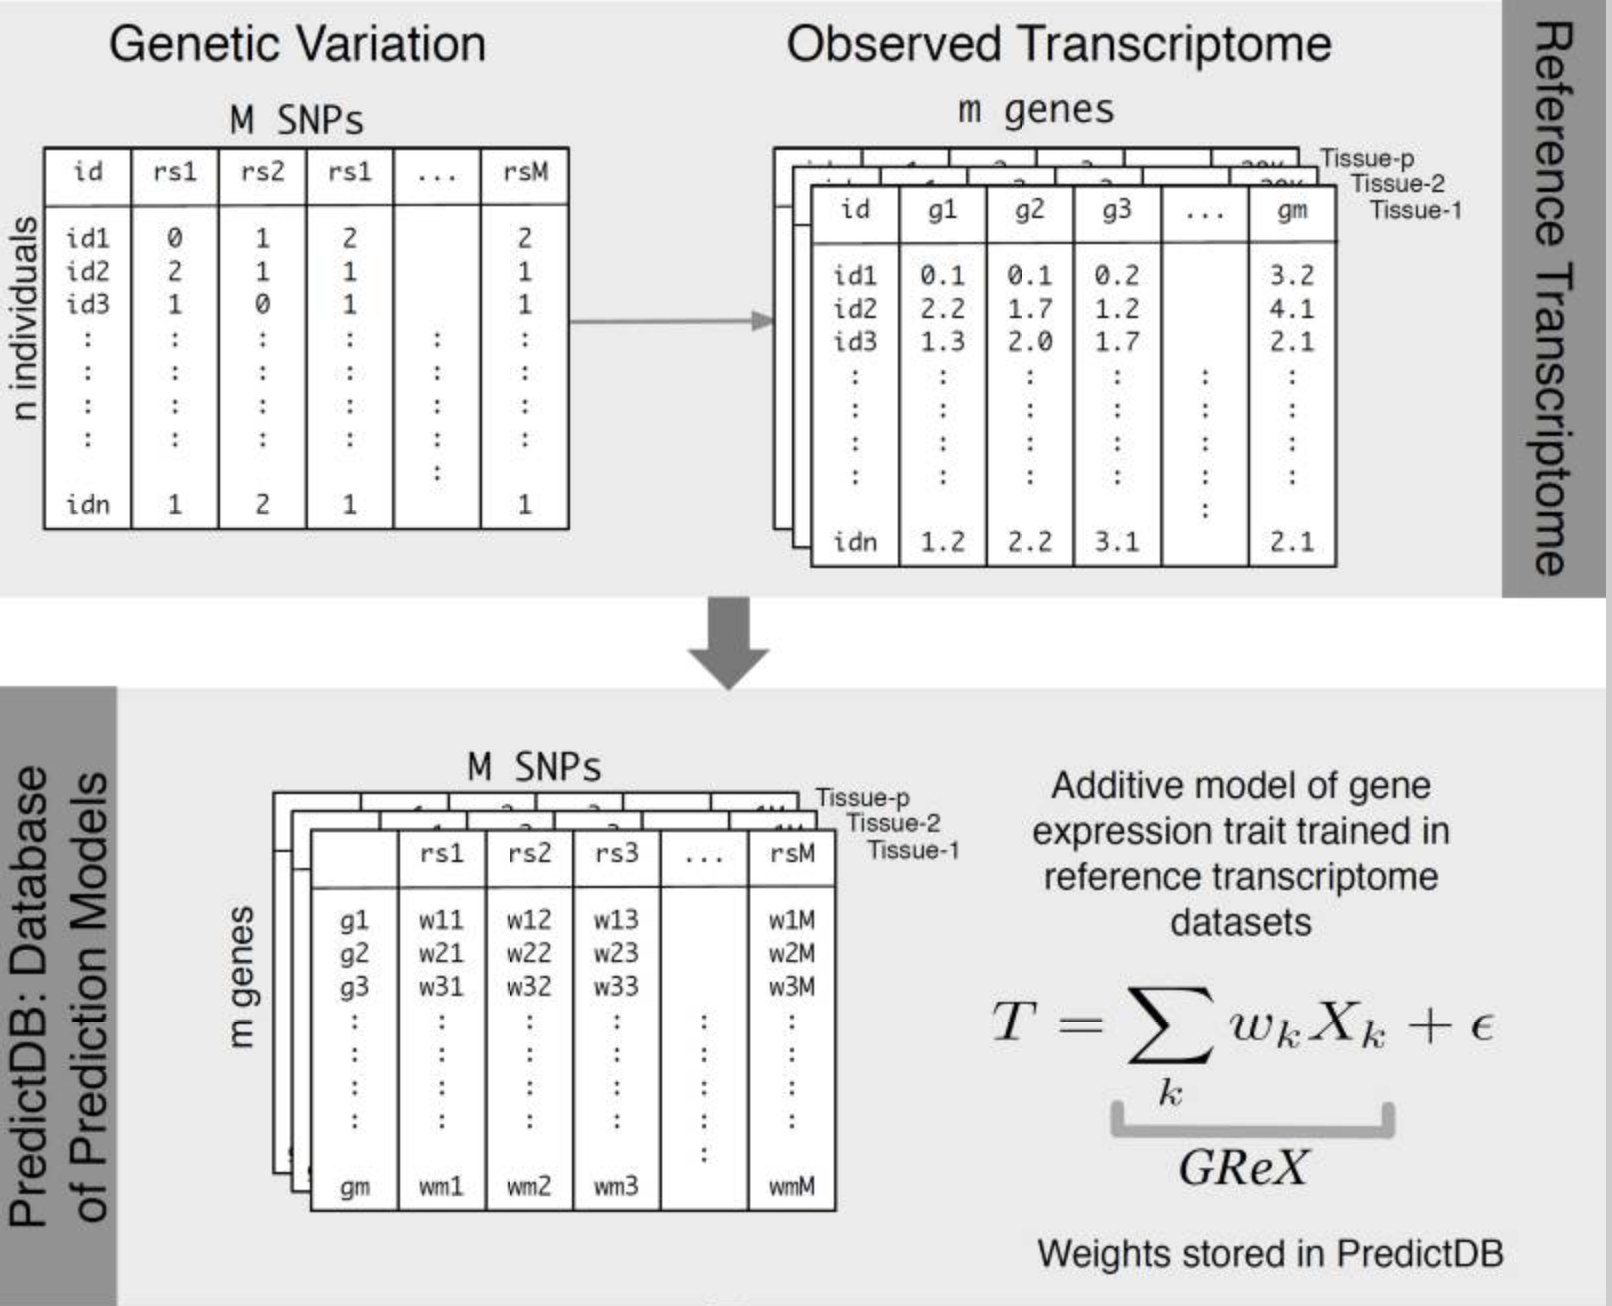 Genetic Variation
M SNPs
n individuals
id rs1 rs2 rs1 ... rsM
id1 0 1 2 2
id2 2 1 1 1
id3 1 0 1 1
: : : : : :
: : : : : :
: : : : : :
: : : : : :
:
idn 1 2 1 1
Observed Transcriptome
m genes
Tissue-p
Tissue-2
Tissue-1
id g1 g2 g3 ... gm
id1 0.1 0.1 0.2 3.2
id2 2.2 1.7 1.2 4.1
id3 1.3 2.0 1.7 2.1
: : : : : :
: : : : : :
: : : : : :
: : : : : :
:
idn 1.2 2.2 3.1 2.1
Reference Transcriptome
PredictDB: Database
of Prediction Models
M SNPs
Tissue-p
Tissue-2
Tissue-1
m genes
rs1 rs2 rs3 ... rsM
g1 w11 w12 w13 w1M
g2 w21 w22 w23 w2M
g3 w31 w32 w33 w3M
: : : : : :
: : : : : :
: : : : : :
: : : : : :
:
gm wm1 wm2 wm3 wmM
Additive model of gene
expression trait trained in
reference transcriptome
datasets
T = ∑ w_k X_k + ϵ
k
GReX
Weights stored in PredictDB